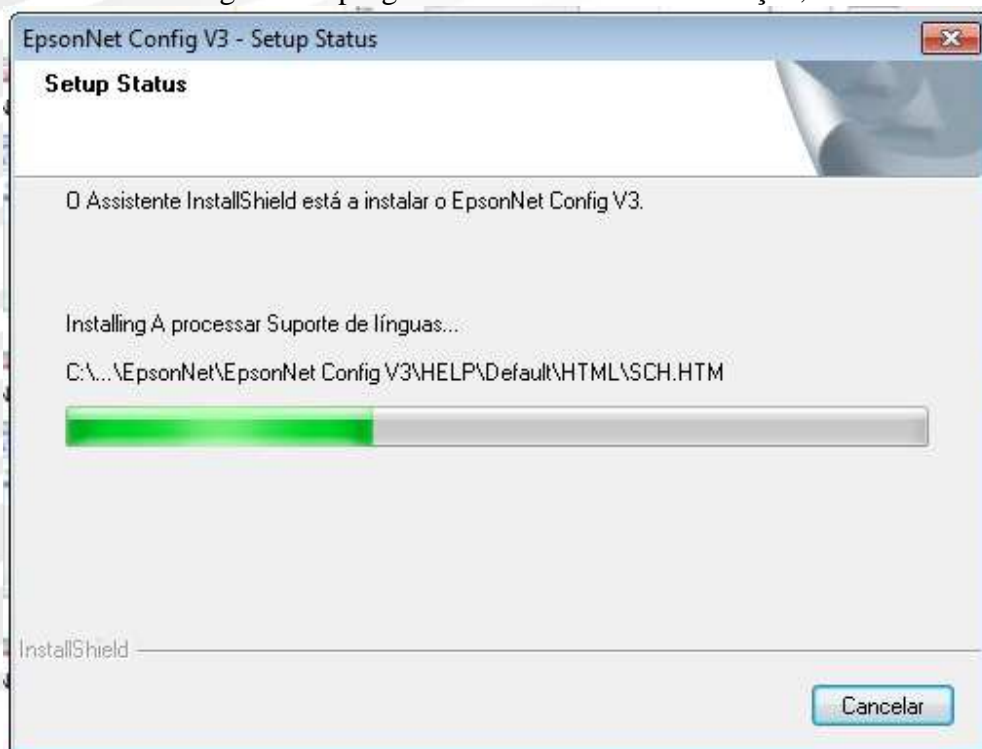 EpsonNet Config V3 - Setup Status
Setup Status
O Assistente InstallShield está a instalar o EpsonNet Config V3.
Installing A processar Suporte de línguas...
C:\...\EpsonNet\EpsonNet Config V3\HELP\Default\HTML\SCH.HTM
InstallShield
Cancelar